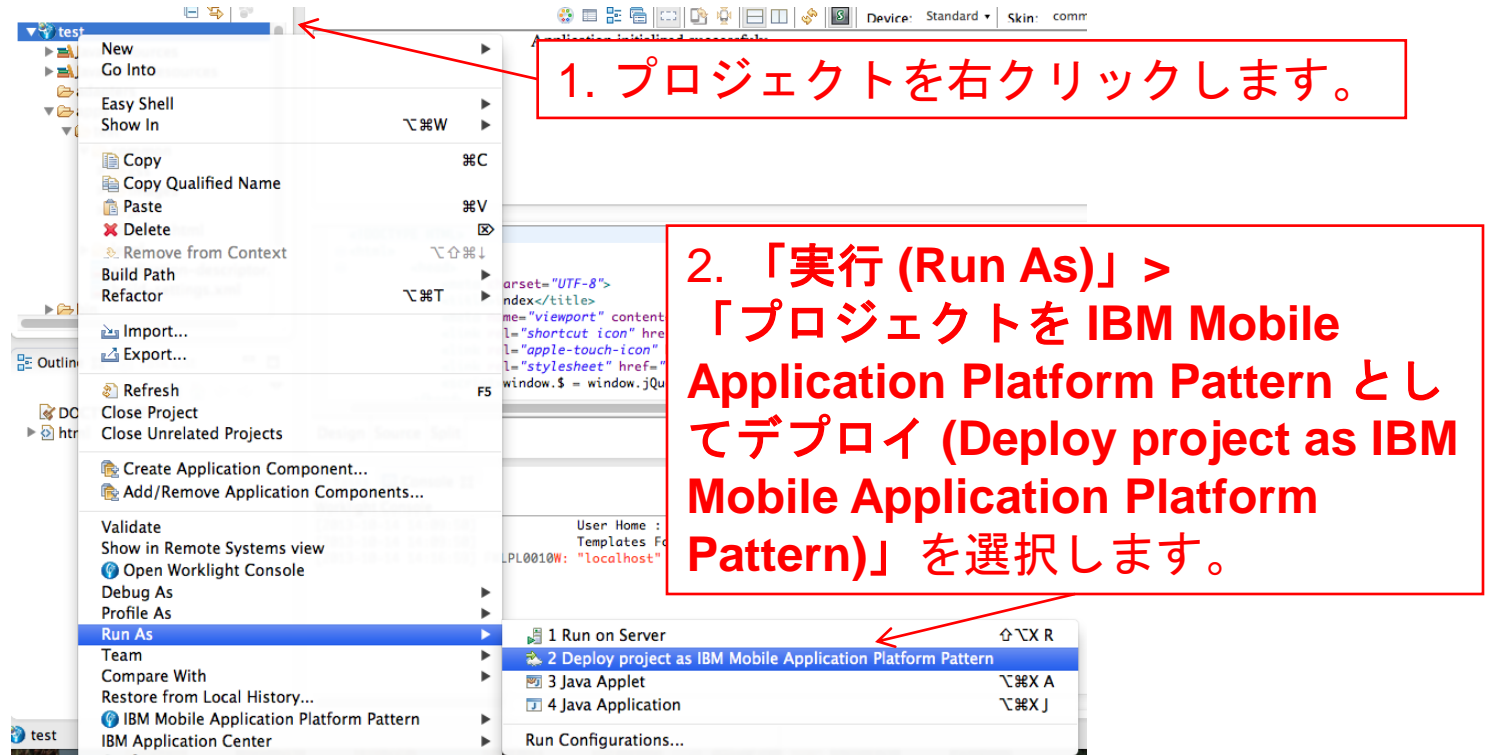 Device: Standard
Skin: comm
test
1. プロジェクトを右クリックします。
New
Go Into
Easy Shell
Show In ⌥⌘W
Copy ⌘C
Copy Qualified Name
Paste ⌘V
Delete ⌦
Remove from Context ⌥⇧⌘↓
Build Path
Refactor ⌥⌘T
Import...
Export...
Refresh F5
Close Project
Close Unrelated Projects
Create Application Component...
Add/Remove Application Components...
Validate
Show in Remote Systems view
Open Worklight Console
Debug As
Profile As
Run As
Team
Compare With
Restore from Local History...
IBM Mobile Application Platform Pattern
IBM Application Center
Outlin
DO
htm
arset="UTF-8">
ndex</title>
me="viewport" content
l="shortcut icon" hre
l="apple-touch-icon"
l="stylesheet" href="
window.$ = window.jQu
2. 「実行 (Run As)」>
「プロジェクトを IBM Mobile
Application Platform Pattern とし
てデプロイ (Deploy project as IBM
Mobile Application Platform
Pattern)」を選択します。
User Home :
Templates Fo
LPL0010W: "localhost"
1 Run on Server ⇧⌥X R
2 Deploy project as IBM Mobile Application Platform Pattern
3 Java Applet ⌥⌘X A
4 Java Application ⌥⌘X J
Run Configurations...
test